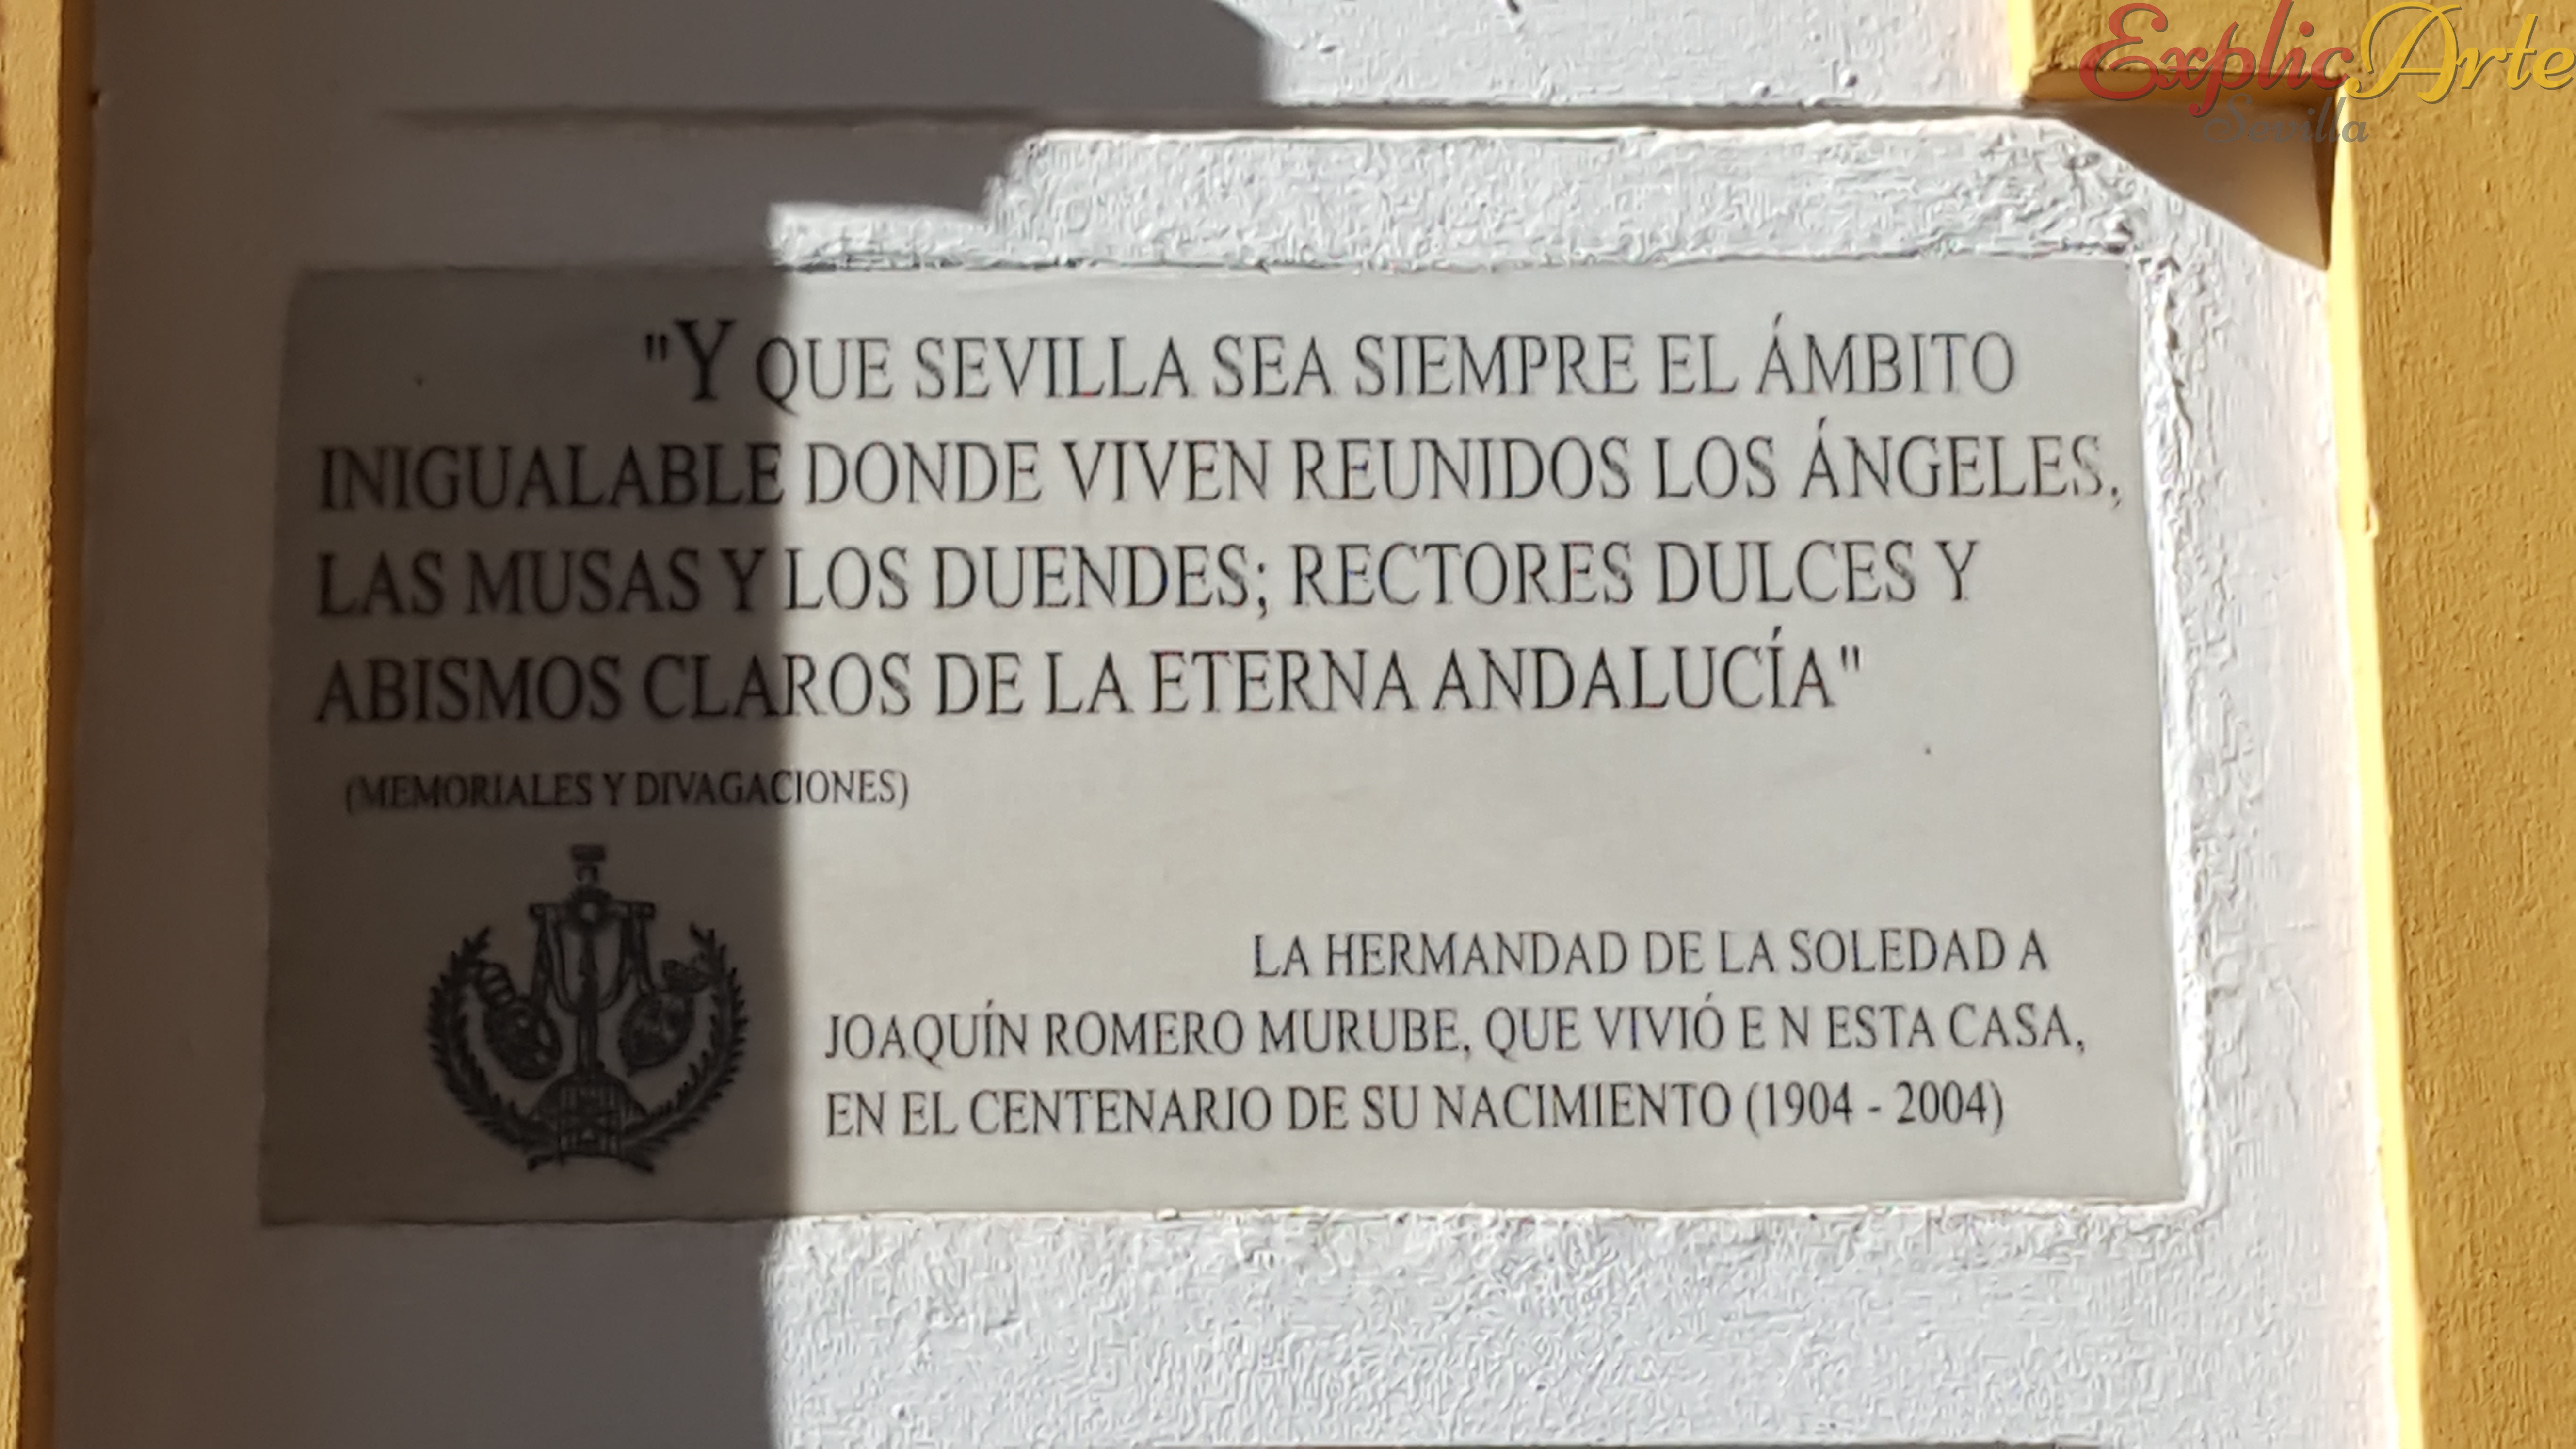 ExplicArte
Sevilla
"Y QUE SEVILLA SEA SIEMPRE EL ÁMBITO
INIGUALABLE DONDE VIVEN REUNIDOS LOS ÁNGELES,
LAS MUSAS Y LOS DUENDES; RECTORES DULCES Y
ABISMOS CLAROS DE LA ETERNA ANDALUCÍA"
(MEMORIALES Y DIVAGACIONES)
LA HERMANDAD DE LA SOLEDAD A
JOAQUÍN ROMERO MURUBE, QUE VIVIÓ E N ESTA CASA,
EN EL CENTENARIO DE SU NACIMIENTO (1904 - 2004)